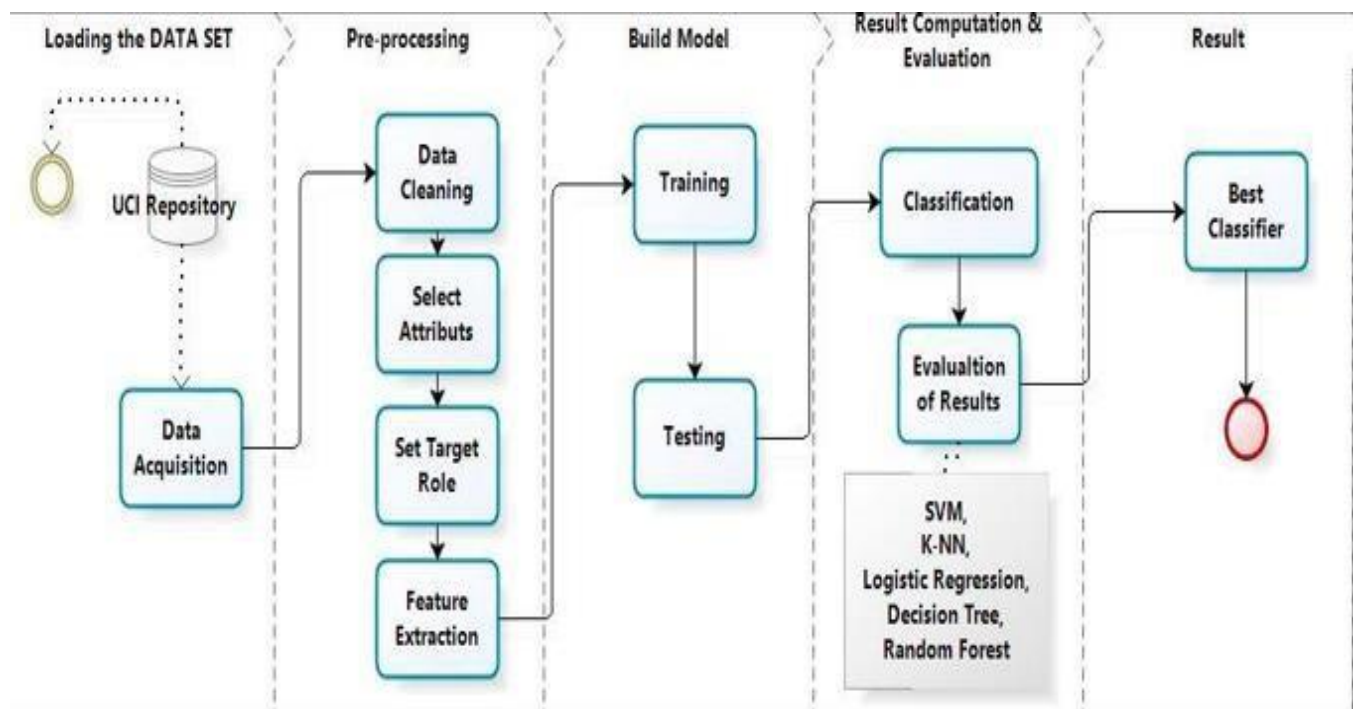 Loading the DATA SET
Pre-processing
Build Model
Result Computation &
Evaluation
Result
UCI Repository
Data
Acquisition
Data
Cleaning
Select
Attributs
Set Target
Role
Feature
Extraction
Training
Testing
Classification
Evalualtion
of Results
SVM,
K-NN,
Logistic Regression,
Decision Tree,
Random Forest
Best
Classifier